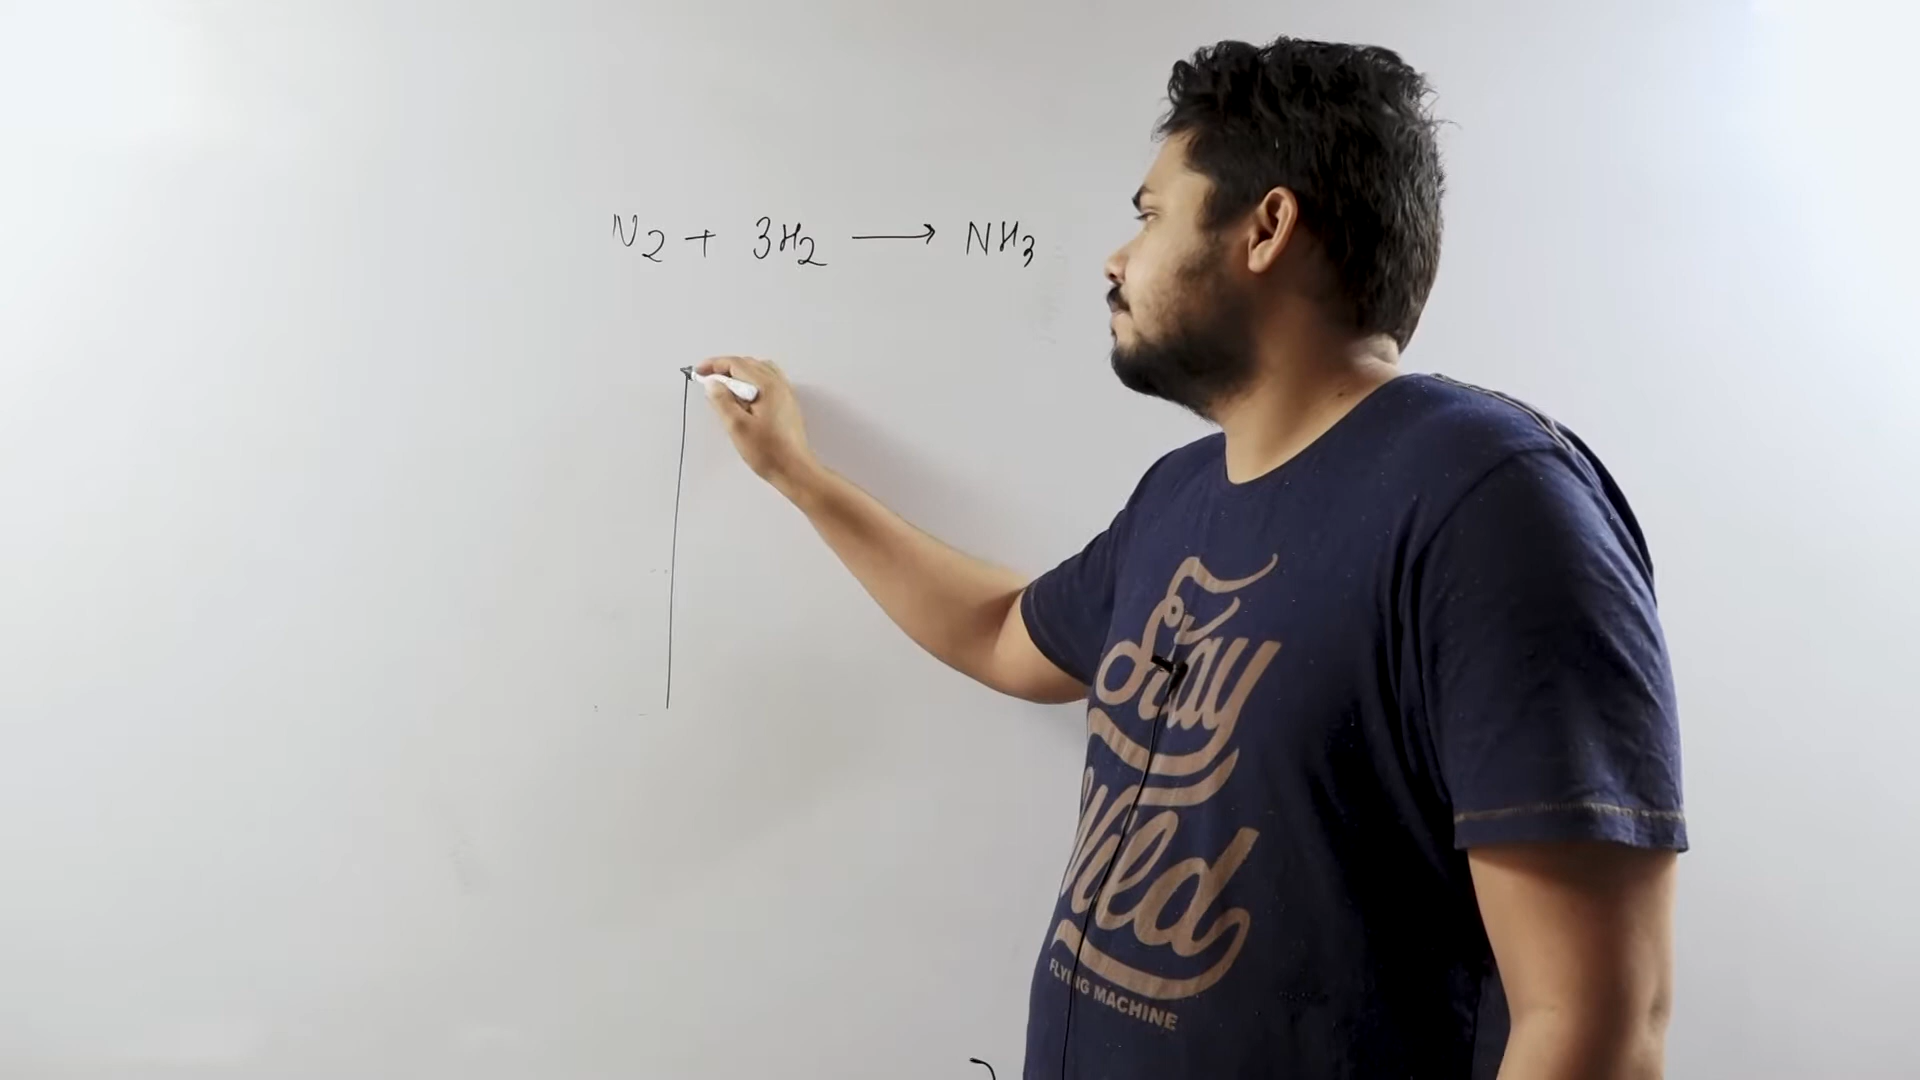 N2 + 3H2 → NH3
Stay
Wild
FLYING MACHINE